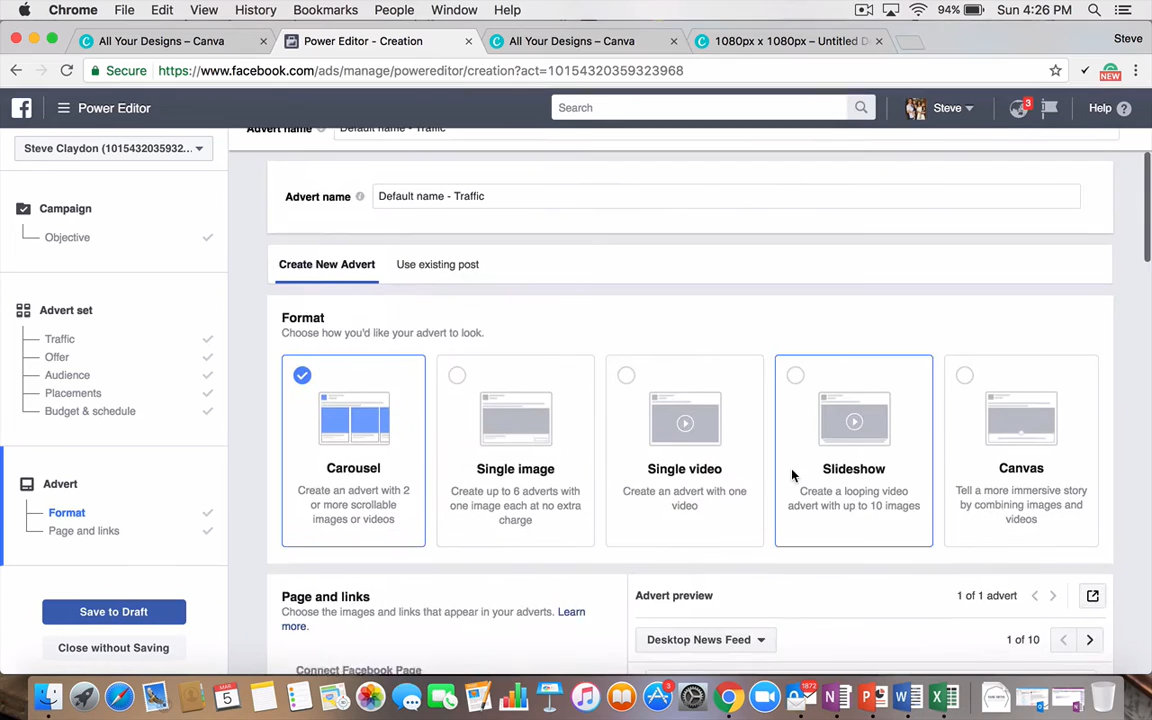 Chrome File Edit View History Bookmarks People Window Help 94% Sun 4:26 PM
All Your Designs – Canva Power Editor - Creation All Your Designs – Canva 1080px x 1080px – Untitled D Steve
Secure https://www.facebook.com/ads/manage/powereditor/creation?act=10154320359323968 NEW
Power Editor Search Steve 3 Help
Advert name Default name - Traffic
Steve Claydon (1015432035932...
Advert name Default name - Traffic
Campaign
Objective
Create New Advert Use existing post
Advert set
Traffic
Offer
Audience
Placements
Budget & schedule
Format
Choose how you'd like your advert to look.
Carousel
Create an advert with 2
or more scrollable
images or videos
Single image
Create up to 6 adverts with
one image each at no extra
charge
Single video
Create an advert with one
video
Slideshow
Create a looping video
advert with up to 10 images
Canvas
Tell a more immersive story
by combining images and
videos
Advert
Format
Page and links
Save to Draft
Close without Saving
Page and links
Choose the images and links that appear in your adverts. Learn
more.
Connect Facebook Page
Advert preview 1 of 1 advert
Desktop News Feed 1 of 10
5 3 1872